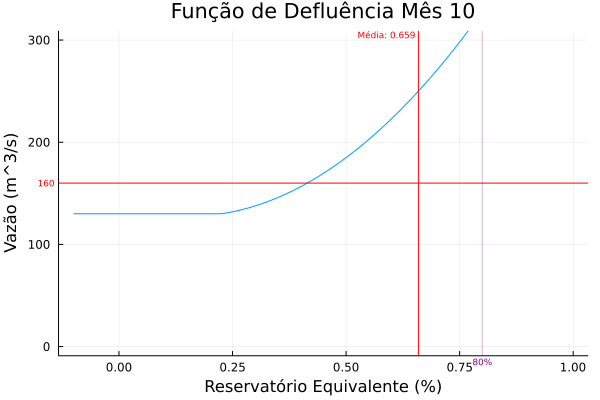 Função de Defluência Mês 10
Média: 0.659
300
200
160
100
0
Vazão (m^3/s)
0.00
0.25
0.50
0.75
80%
1.00
Reservatório Equivalente (%)